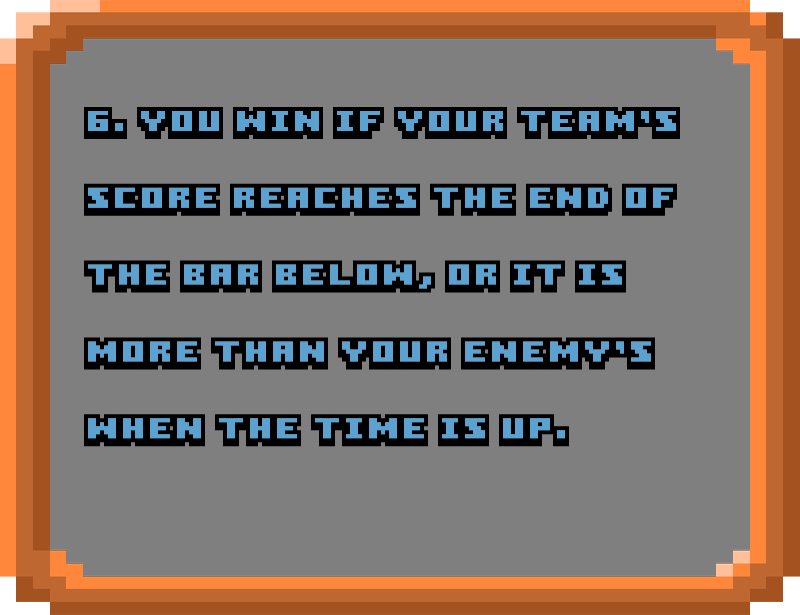 6. YOU WIN IF YOUR TEAM'S
SCORE REACHES THE END OF
THE BAR BELOW, OR IT IS
MORE THAN YOUR ENEMY'S
WHEN THE TIME IS UP.